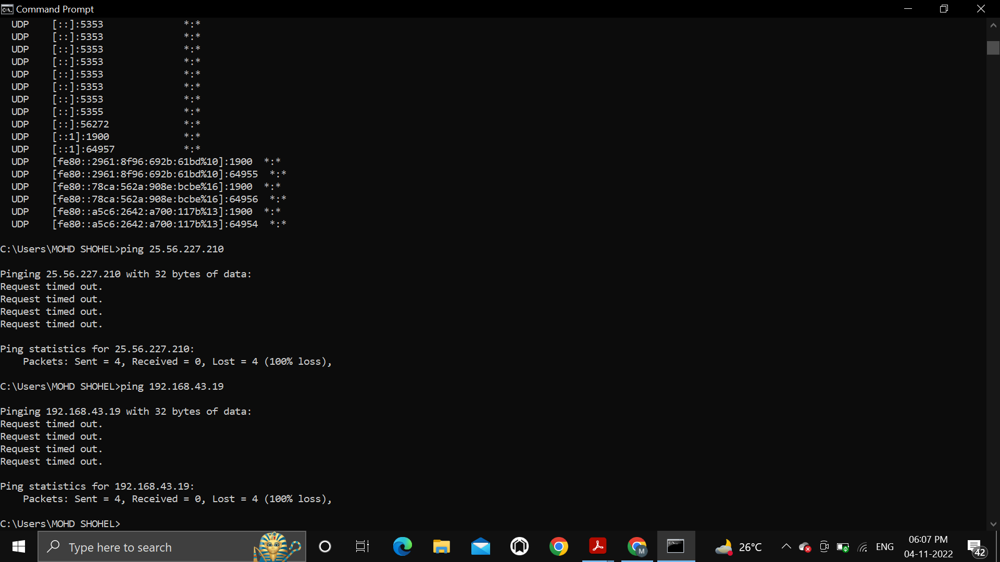 Command Prompt
UDP [::]:5353 *:*
UDP [::]:5353 *:*
UDP [::]:5353 *:*
UDP [::]:5353 *:*
UDP [::]:5353 *:*
UDP [::]:5353 *:*
UDP [::]:5353 *:*
UDP [::]:5355 *:*
UDP [::]:56272 *:*
UDP [::1]:1900 *:*
UDP [::1]:64957 *:*
UDP [fe80::2961:8f96:692b:61bd%10]:1900 *:*
UDP [fe80::2961:8f96:692b:61bd%10]:64955 *:*
UDP [fe80::78ca:562a:908e:bcbe%16]:1900 *:*
UDP [fe80::78ca:562a:908e:bcbe%16]:64956 *:*
UDP [fe80::a5c6:2642:a700:117b%13]:1900 *:*
UDP [fe80::a5c6:2642:a700:117b%13]:64954 *:*
C:\Users\MOHD SHOHEL>ping 25.56.227.210
Pinging 25.56.227.210 with 32 bytes of data:
Request timed out.
Request timed out.
Request timed out.
Request timed out.
Ping statistics for 25.56.227.210:
Packets: Sent = 4, Received = 0, Lost = 4 (100% loss),
C:\Users\MOHD SHOHEL>ping 192.168.43.19
Pinging 192.168.43.19 with 32 bytes of data:
Request timed out.
Request timed out.
Request timed out.
Request timed out.
Ping statistics for 192.168.43.19:
Packets: Sent = 4, Received = 0, Lost = 4 (100% loss),
C:\Users\MOHD SHOHEL>
Type here to search
M
26°C
ENG
06:07 PM
04-11-2022
42